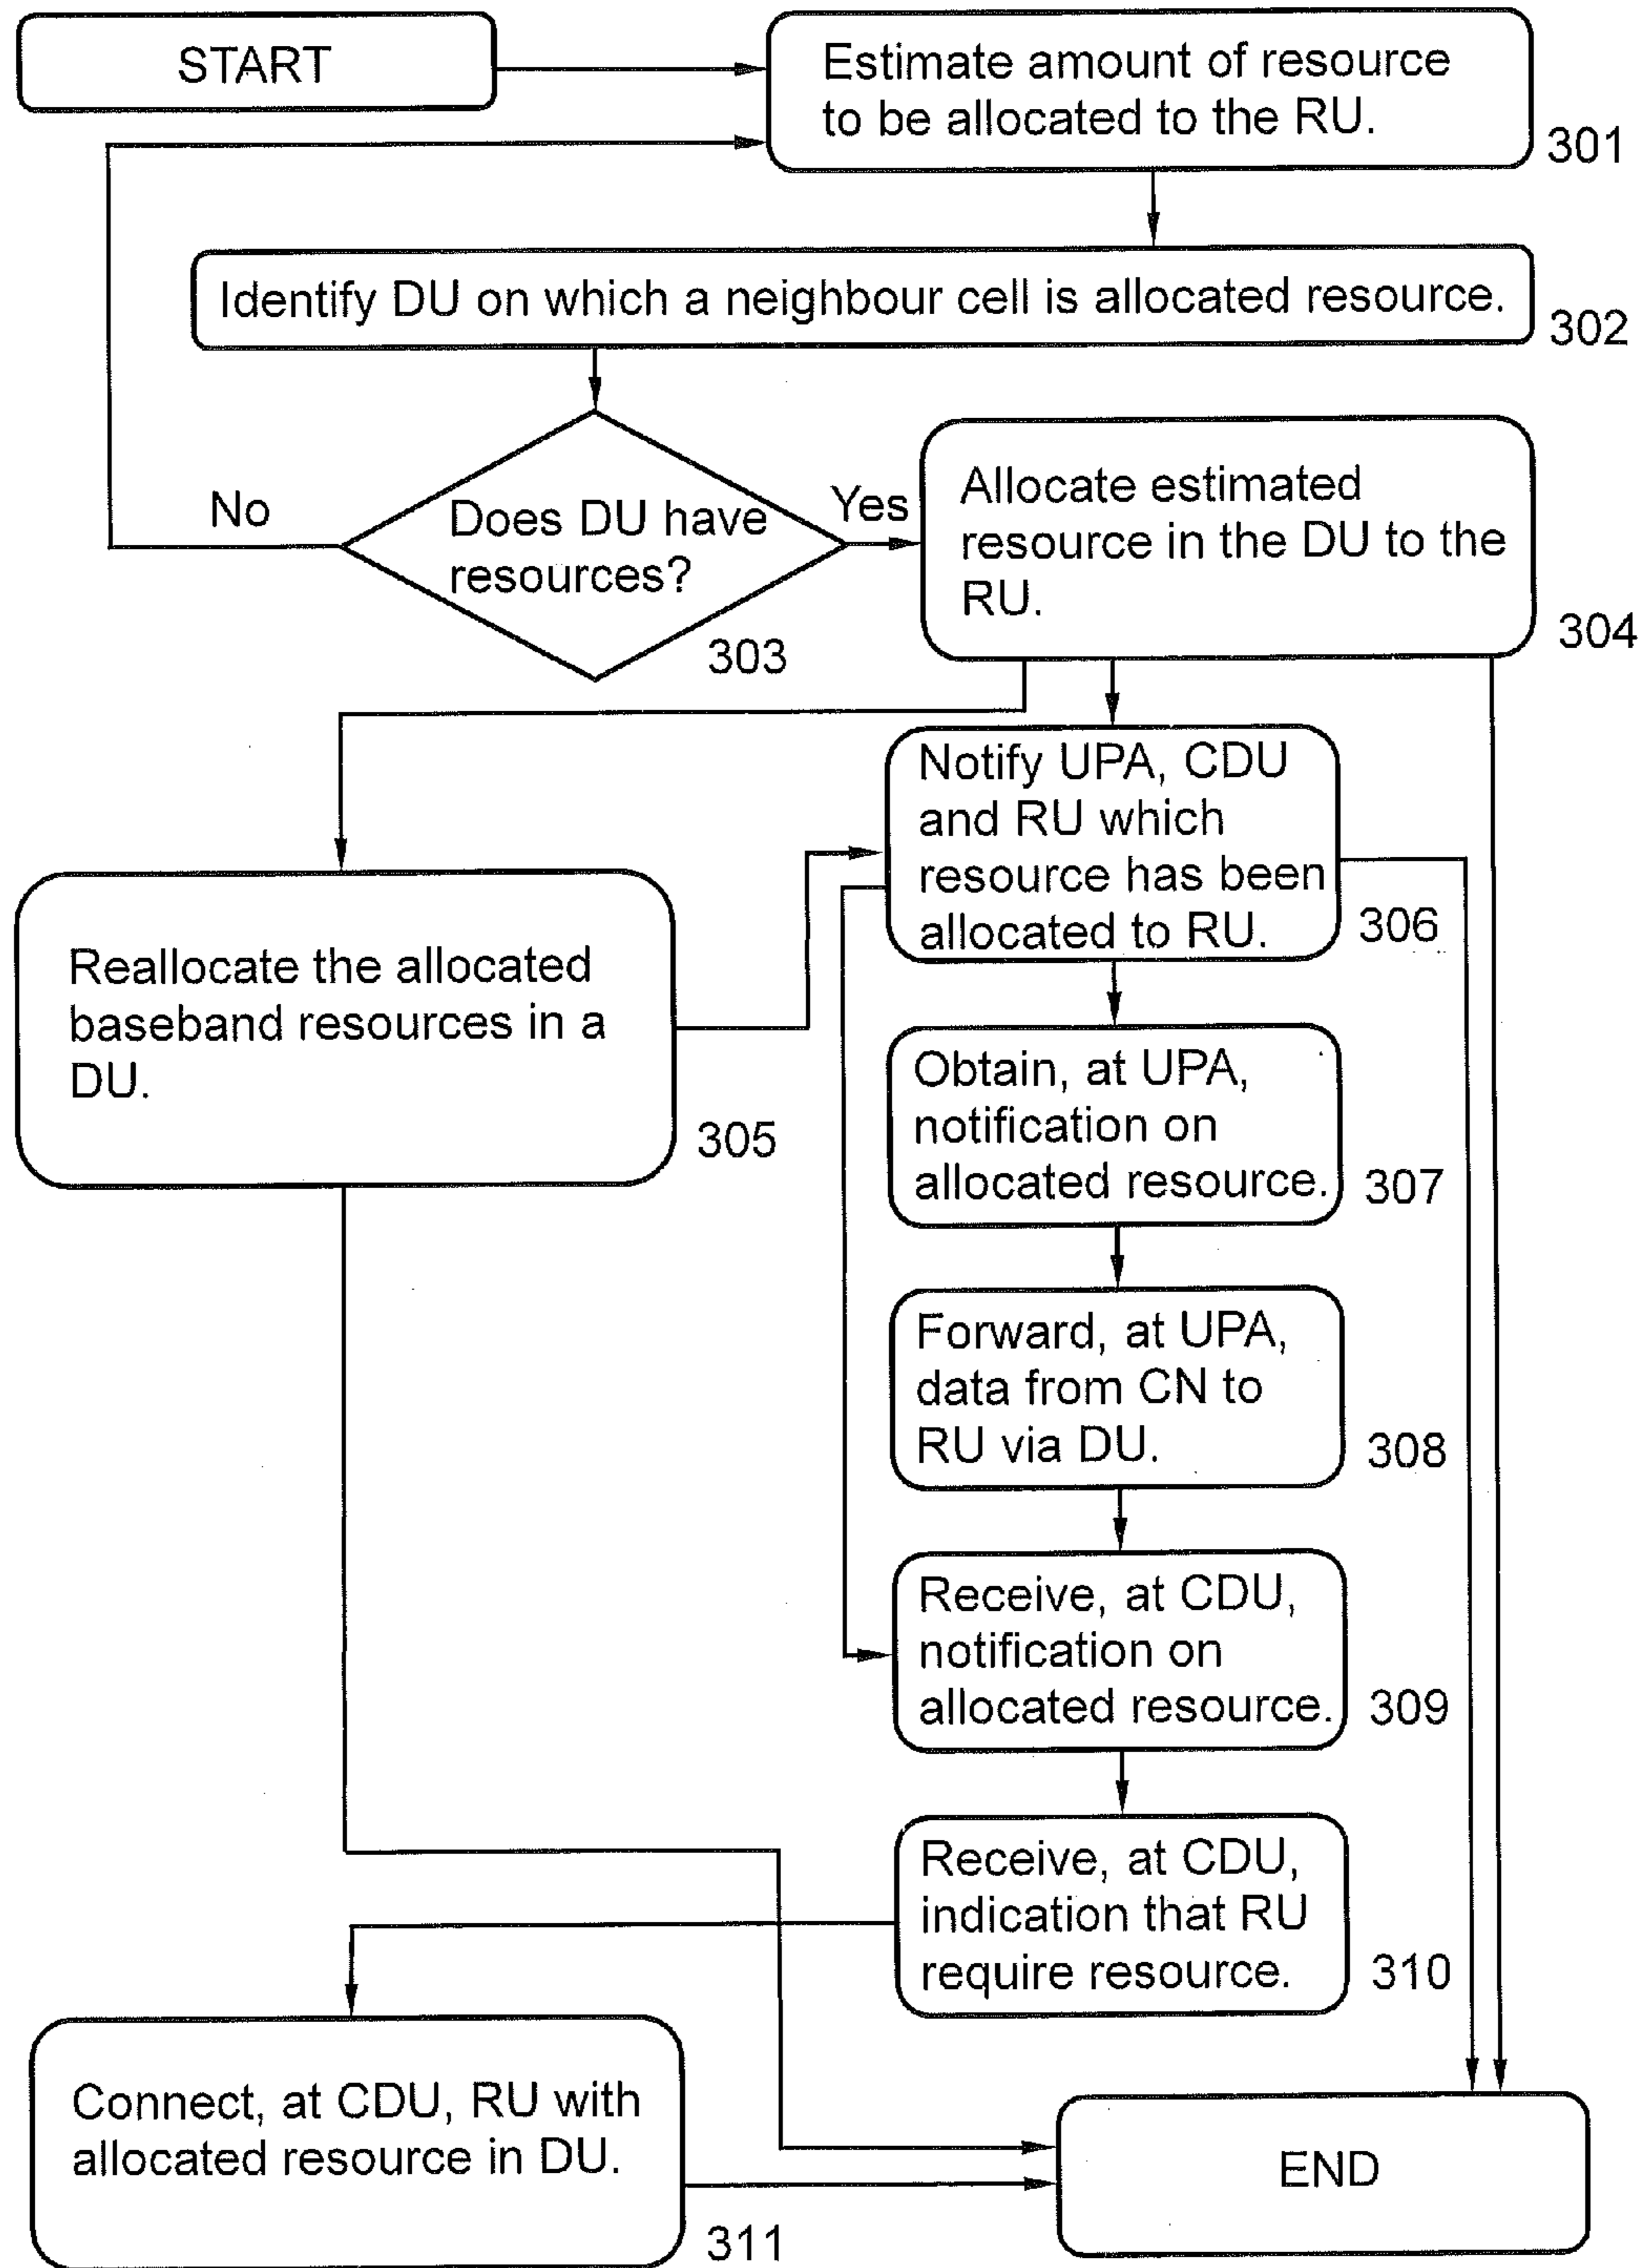 START
Estimate amount of resource
to be allocated to the RU.
301
Identify DU on which a neighbour cell is allocated resource.
302
No
Does DU have
resources?
303
Yes
Allocate estimated
resource in the DU to the
RU.
304
Notify UPA, CDU
and RU which
resource has been
allocated to RU.
306
Reallocate the allocated
baseband resources in a
DU.
305
Obtain, at UPA,
notification on
allocated resource.
307
Forward, at UPA,
data from CN to
RU via DU.
308
Receive, at CDU,
notification on
allocated resource.
309
Receive, at CDU,
indication that RU
require resource.
310
Connect, at CDU, RU with
allocated resource in DU.
311
END